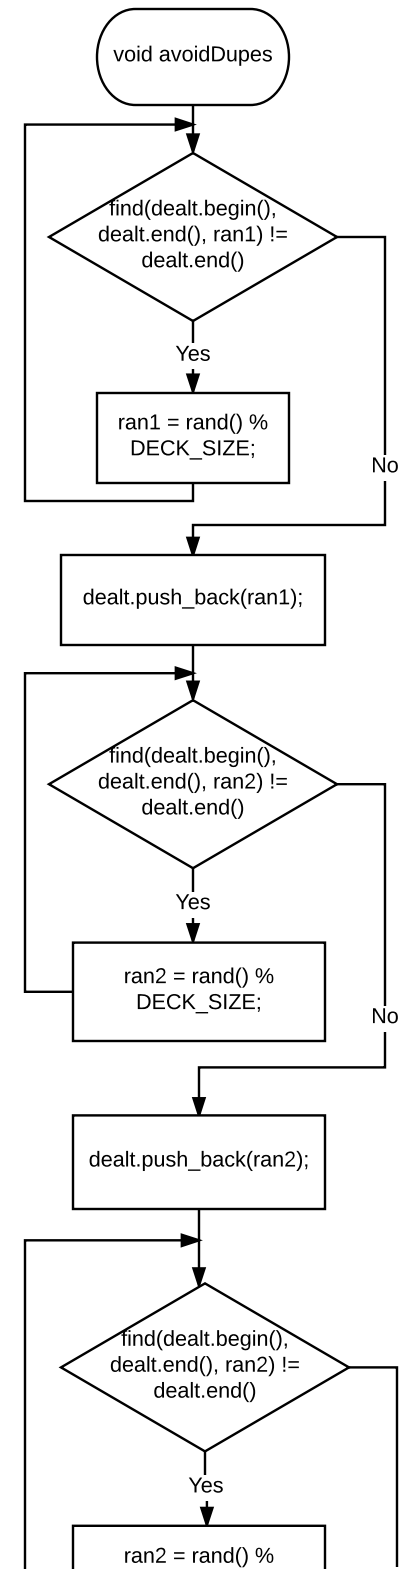 void avoidDupes
find(dealt.begin(),
dealt.end(), ran1) !=
dealt.end()
Yes
ran1 = rand() %
DECK_SIZE;
No
dealt.push_back(ran1);
find(dealt.begin(),
dealt.end(), ran2) !=
dealt.end()
Yes
ran2 = rand() %
DECK_SIZE;
No
dealt.push_back(ran2);
find(dealt.begin(),
dealt.end(), ran2) !=
dealt.end()
Yes
ran2 = rand() %